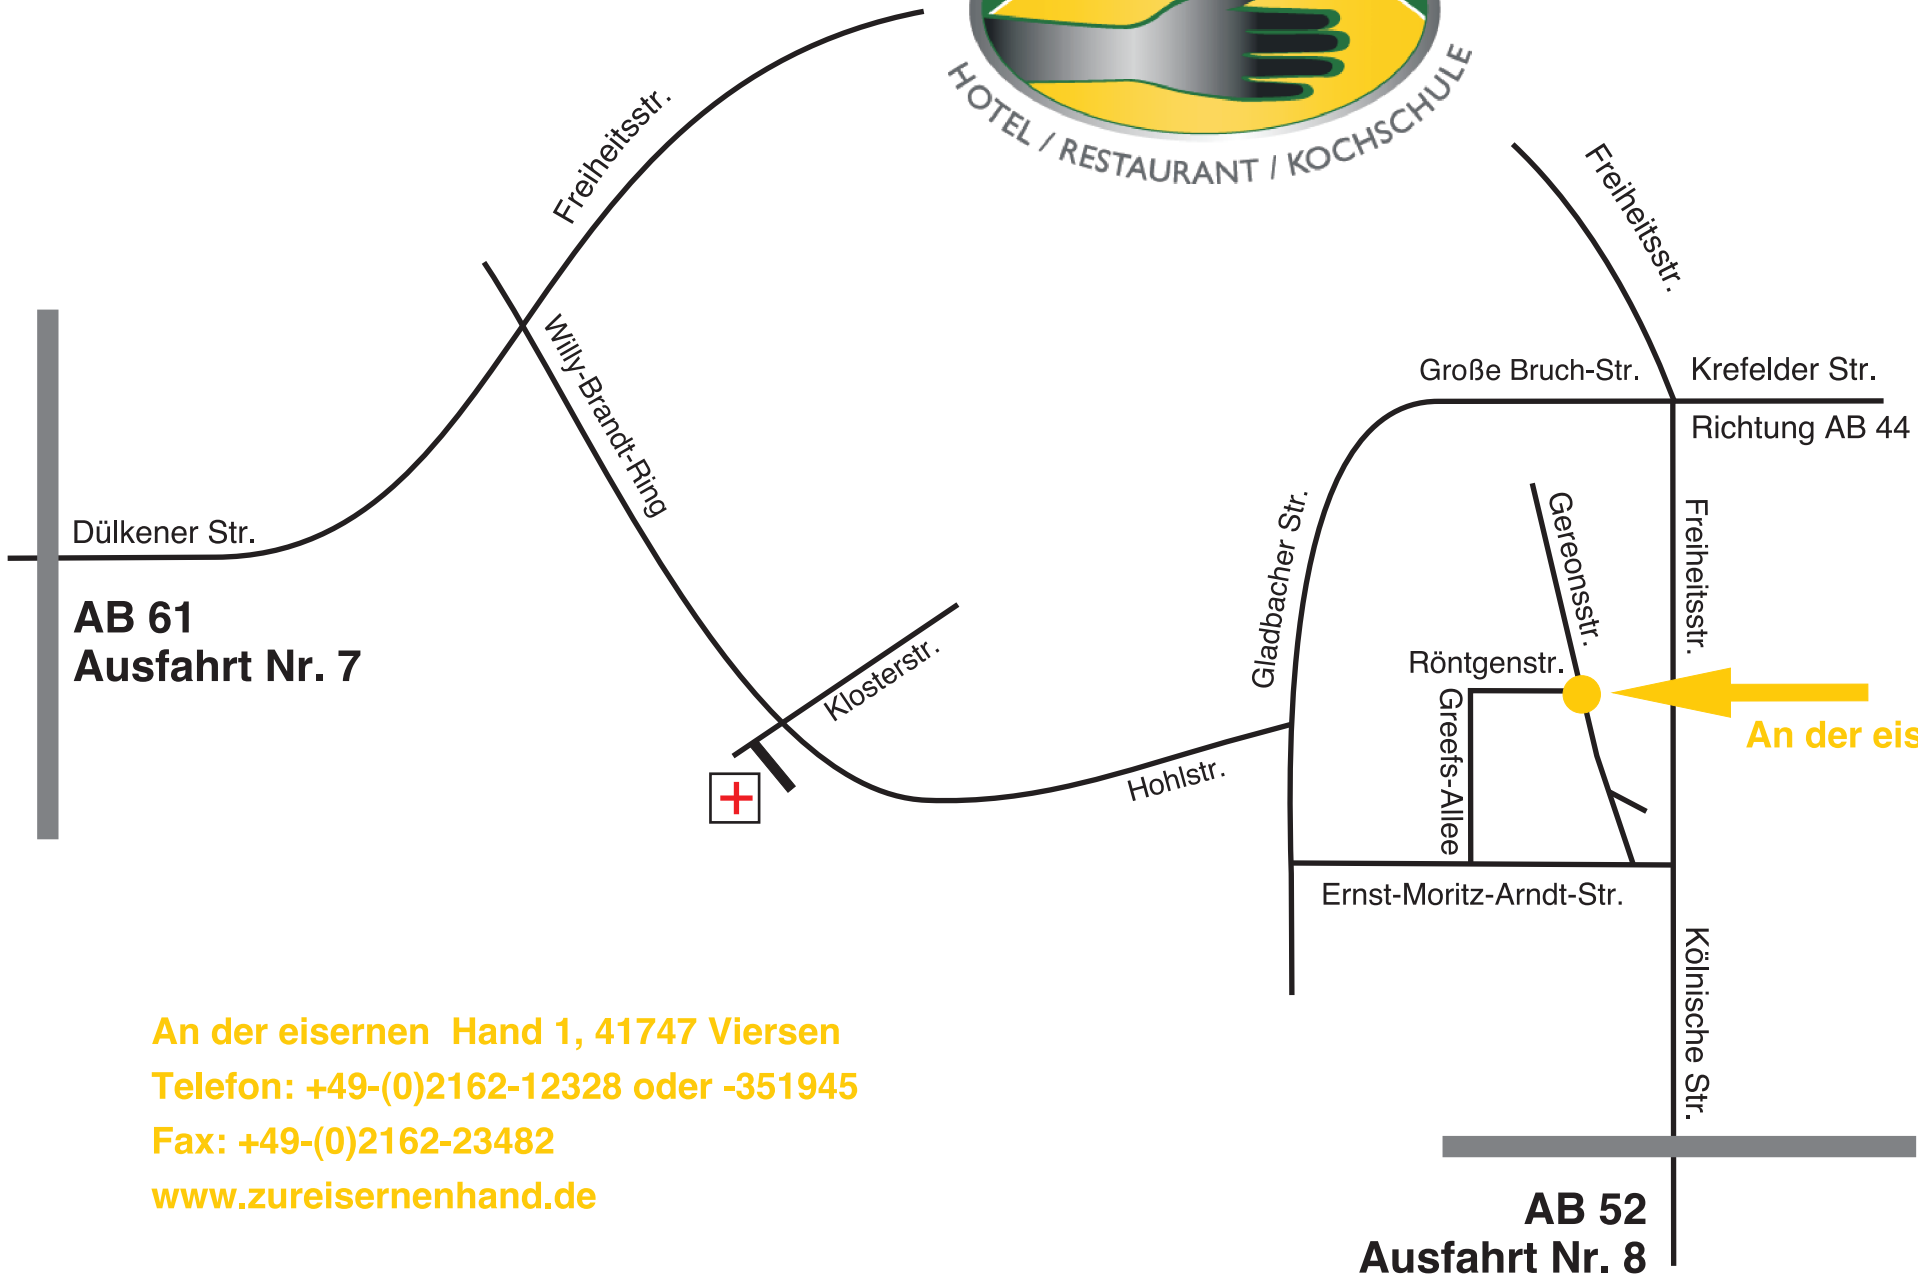 HOTEL / RESTAURANT / KOCHSCHULE
Freiheitsstr.
Freiheitsstr.
Willy-Brandt-Ring
Große Bruch-Str.
Krefelder Str.
Richtung AB 44
Dülkener Str.
AB 61
Ausfahrt Nr. 7
Gladbacher Str.
Gereonsstr.
Freiheitsstr.
Klosterstr.
Röntgenstr.
Greefs-Allee
An der eis
Hohlstr.
Ernst-Moritz-Arndt-Str.
Kölnische Str.
An der eisernen Hand 1, 41747 Viersen
Telefon: +49-(0)2162-12328 oder -351945
Fax: +49-(0)2162-23482
www.zureisernenhand.de
AB 52
Ausfahrt Nr. 8